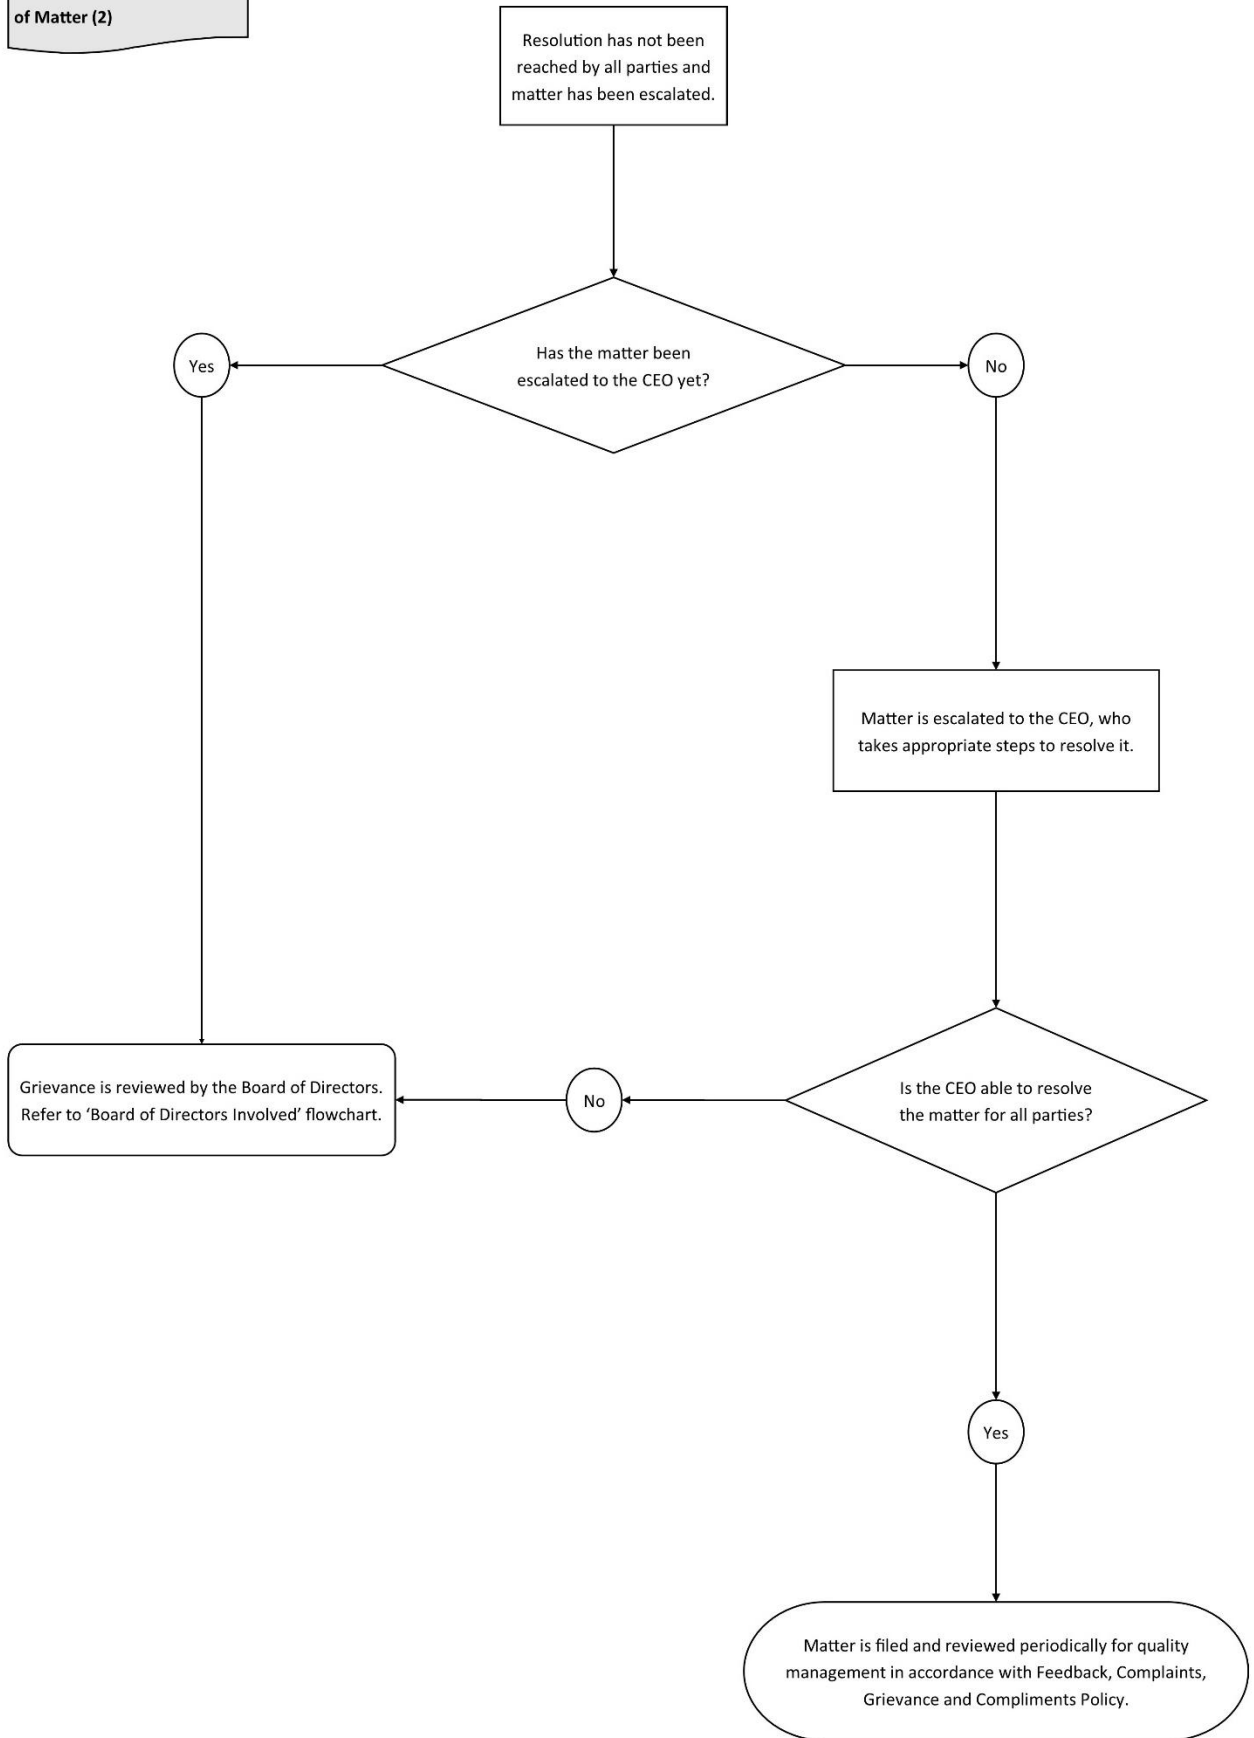 of Matter (2)
Resolution has not been
reached by all parties and
matter has been escalated.
Has the matter been
escalated to the CEO yet?
Yes
No
Matter is escalated to the CEO, who
takes appropriate steps to resolve it.
Grievance is reviewed by the Board of Directors.
Refer to ‘Board of Directors Involved’ flowchart.
No
Is the CEO able to resolve
the matter for all parties?
Yes
Matter is filed and reviewed periodically for quality
management in accordance with Feedback, Complaints,
Grievance and Compliments Policy.